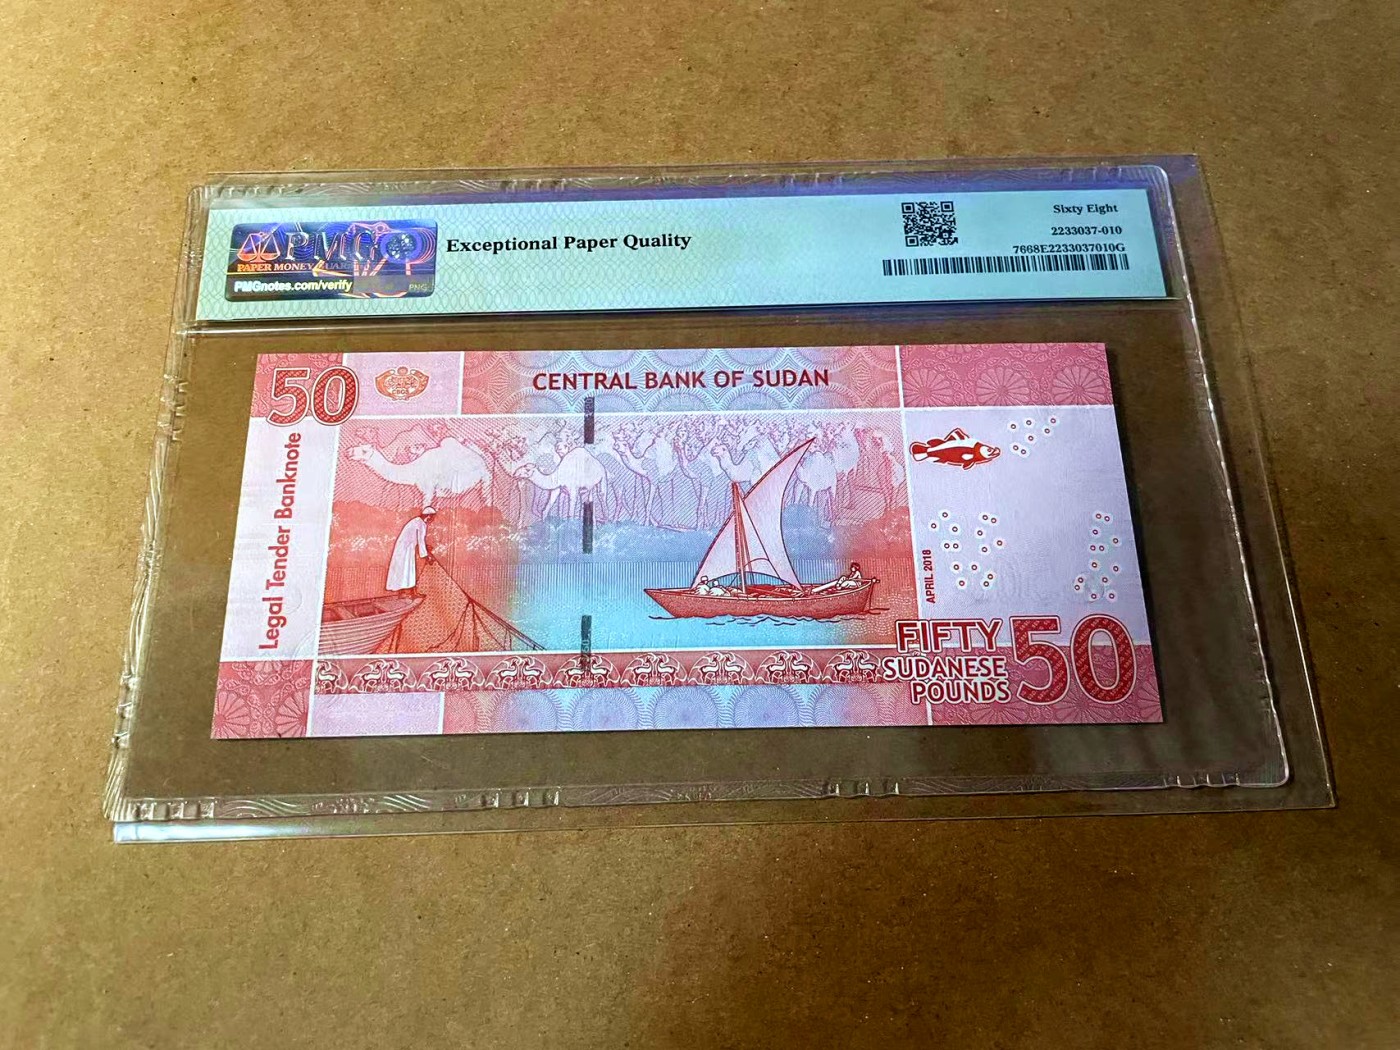 PMG
PAPER MONEY GUARANTY
PMGnotes.com/verify
PNG
Exceptional Paper Quality
Sixty Eight
2233037-010
7668E2233037010G
50
CENTRAL BANK OF SUDAN
Legal Tender Banknote
APRIL 2018
FIFTY
SUDANESE
POUNDS
50